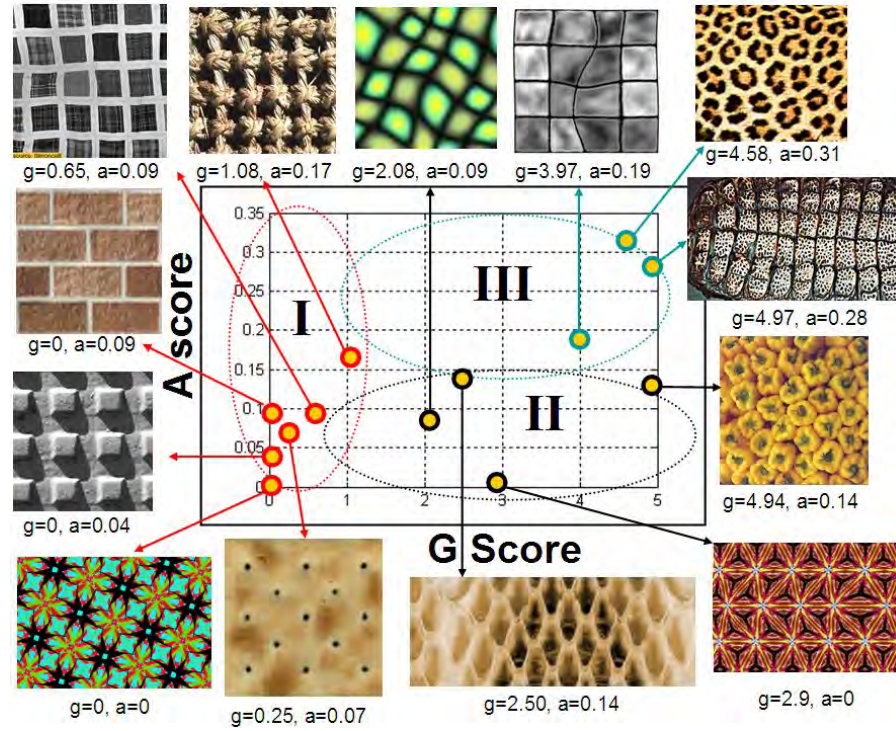 g=0.65, a=0.09
g=1.08, a=0.17
g=2.08, a=0.09
g=3.97, a=0.19
g=4.58, a=0.31
g=0, a=0.09
g=4.97, a=0.28
g=0, a=0.04
g=4.94, a=0.14
g=0, a=0
g=0.25, a=0.07
g=2.50, a=0.14
g=2.9, a=0
A score
0.35
0.3
0.25
0.2
0.15
0.1
0.05
0
0 1 2 3 4 5
G Score
I
III
II